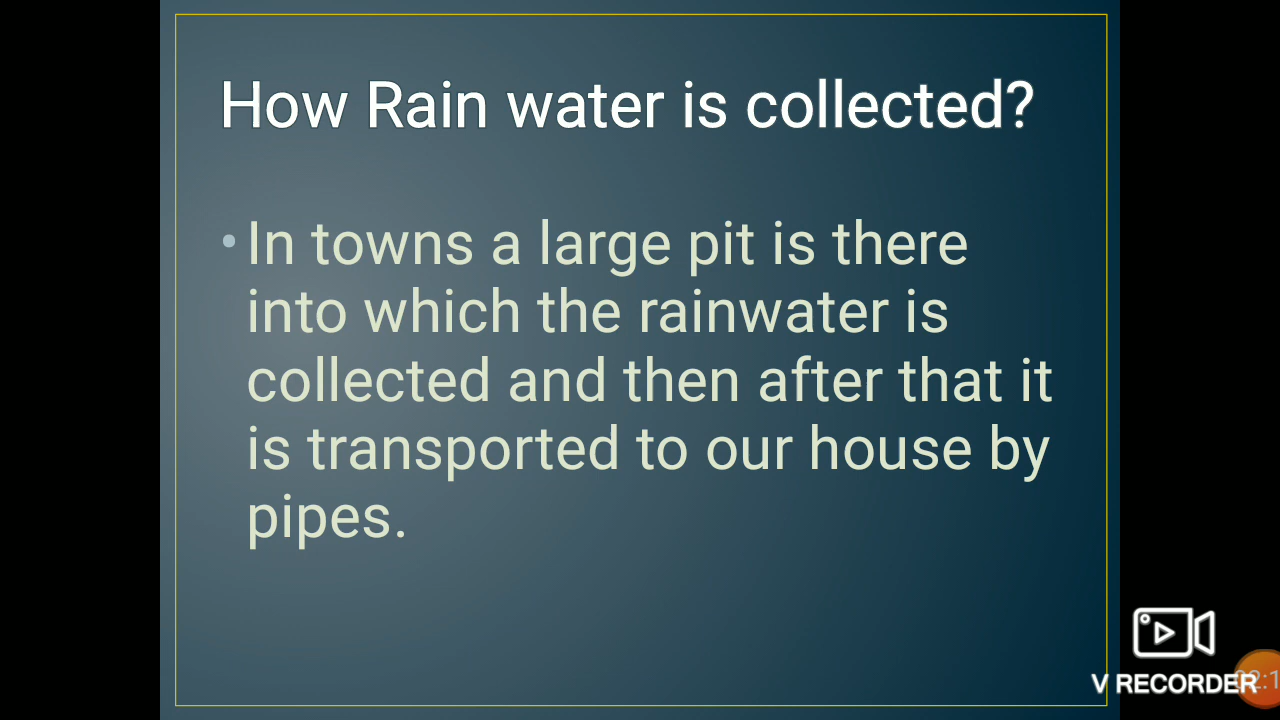 How Rain water is collected?
• In towns a large pit is there
into which the rainwater is
collected and then after that it
is transported to our house by
pipes.
V RECORDER